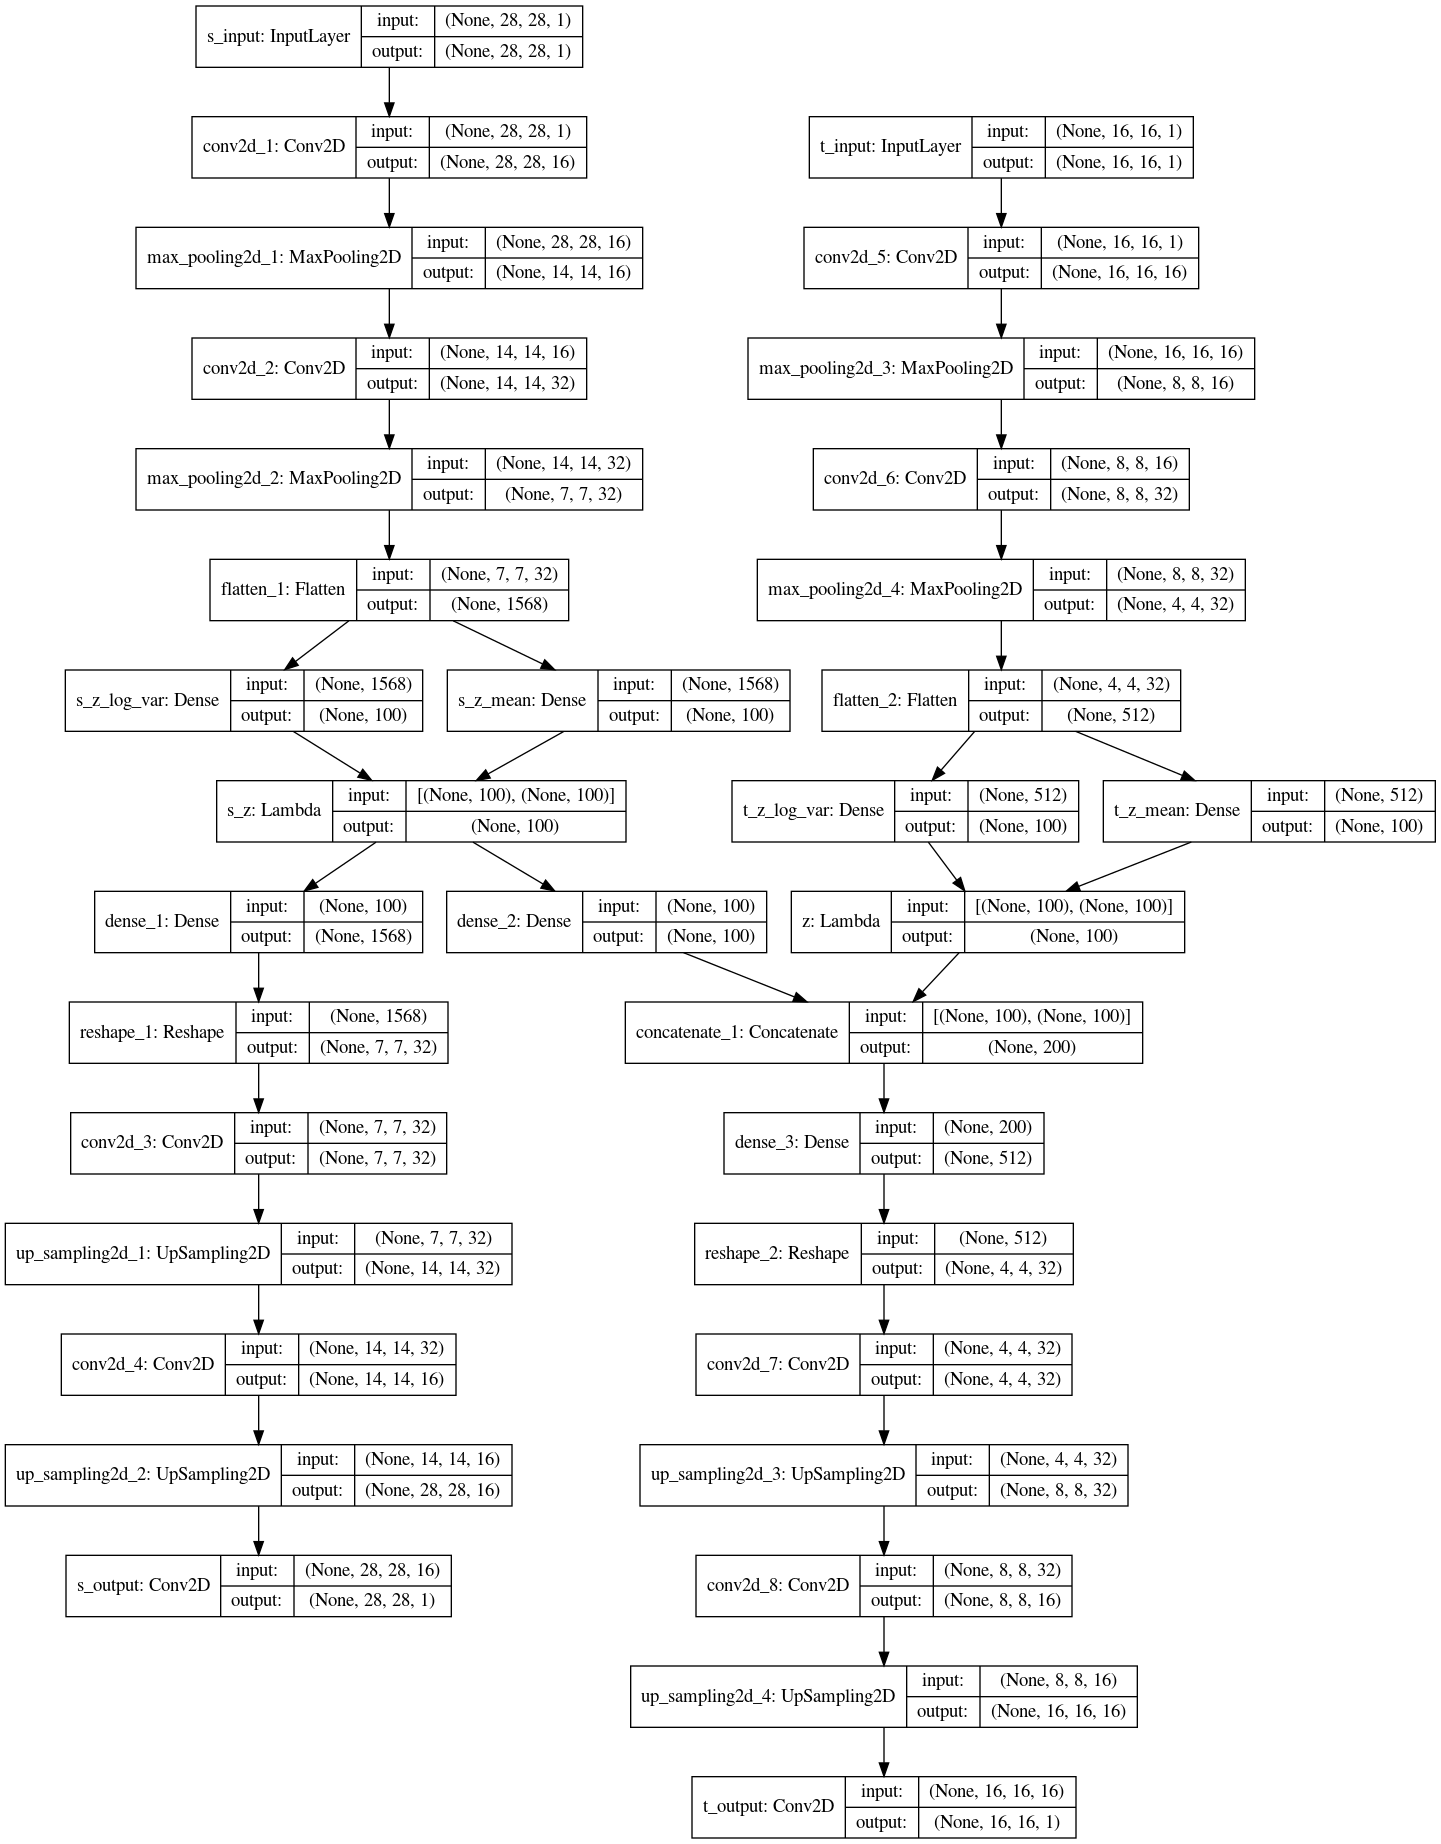 s_input: InputLayer
input: (None, 28, 28, 1)
output: (None, 28, 28, 1)
conv2d_1: Conv2D
input: (None, 28, 28, 1)
output: (None, 28, 28, 16)
t_input: InputLayer
input: (None, 16, 16, 1)
output: (None, 16, 16, 1)
max_pooling2d_1: MaxPooling2D
input: (None, 28, 28, 16)
output: (None, 14, 14, 16)
conv2d_5: Conv2D
input: (None, 16, 16, 1)
output: (None, 16, 16, 16)
conv2d_2: Conv2D
input: (None, 14, 14, 16)
output: (None, 14, 14, 32)
max_pooling2d_3: MaxPooling2D
input: (None, 16, 16, 16)
output: (None, 8, 8, 16)
max_pooling2d_2: MaxPooling2D
input: (None, 14, 14, 32)
output: (None, 7, 7, 32)
conv2d_6: Conv2D
input: (None, 8, 8, 16)
output: (None, 8, 8, 32)
flatten_1: Flatten
input: (None, 7, 7, 32)
output: (None, 1568)
max_pooling2d_4: MaxPooling2D
input: (None, 8, 8, 32)
output: (None, 4, 4, 32)
s_z_log_var: Dense
input: (None, 1568)
output: (None, 100)
s_z_mean: Dense
input: (None, 1568)
output: (None, 100)
flatten_2: Flatten
input: (None, 4, 4, 32)
output: (None, 512)
s_z: Lambda
input: [(None, 100), (None, 100)]
output: (None, 100)
t_z_log_var: Dense
input: (None, 512)
output: (None, 100)
t_z_mean: Dense
input: (None, 512)
output: (None, 100)
dense_1: Dense
input: (None, 100)
output: (None, 1568)
dense_2: Dense
input: (None, 100)
output: (None, 100)
z: Lambda
input: [(None, 100), (None, 100)]
output: (None, 100)
reshape_1: Reshape
input: (None, 1568)
output: (None, 7, 7, 32)
concatenate_1: Concatenate
input: [(None, 100), (None, 100)]
output: (None, 200)
conv2d_3: Conv2D
input: (None, 7, 7, 32)
output: (None, 7, 7, 32)
dense_3: Dense
input: (None, 200)
output: (None, 512)
up_sampling2d_1: UpSampling2D
input: (None, 7, 7, 32)
output: (None, 14, 14, 32)
reshape_2: Reshape
input: (None, 512)
output: (None, 4, 4, 32)
conv2d_4: Conv2D
input: (None, 14, 14, 32)
output: (None, 14, 14, 16)
conv2d_7: Conv2D
input: (None, 4, 4, 32)
output: (None, 4, 4, 32)
up_sampling2d_2: UpSampling2D
input: (None, 14, 14, 16)
output: (None, 28, 28, 16)
up_sampling2d_3: UpSampling2D
input: (None, 4, 4, 32)
output: (None, 8, 8, 32)
s_output: Conv2D
input: (None, 28, 28, 16)
output: (None, 28, 28, 1)
conv2d_8: Conv2D
input: (None, 8, 8, 32)
output: (None, 8, 8, 16)
up_sampling2d_4: UpSampling2D
input: (None, 8, 8, 16)
output: (None, 16, 16, 16)
t_output: Conv2D
input: (None, 16, 16, 16)
output: (None, 16, 16, 1)